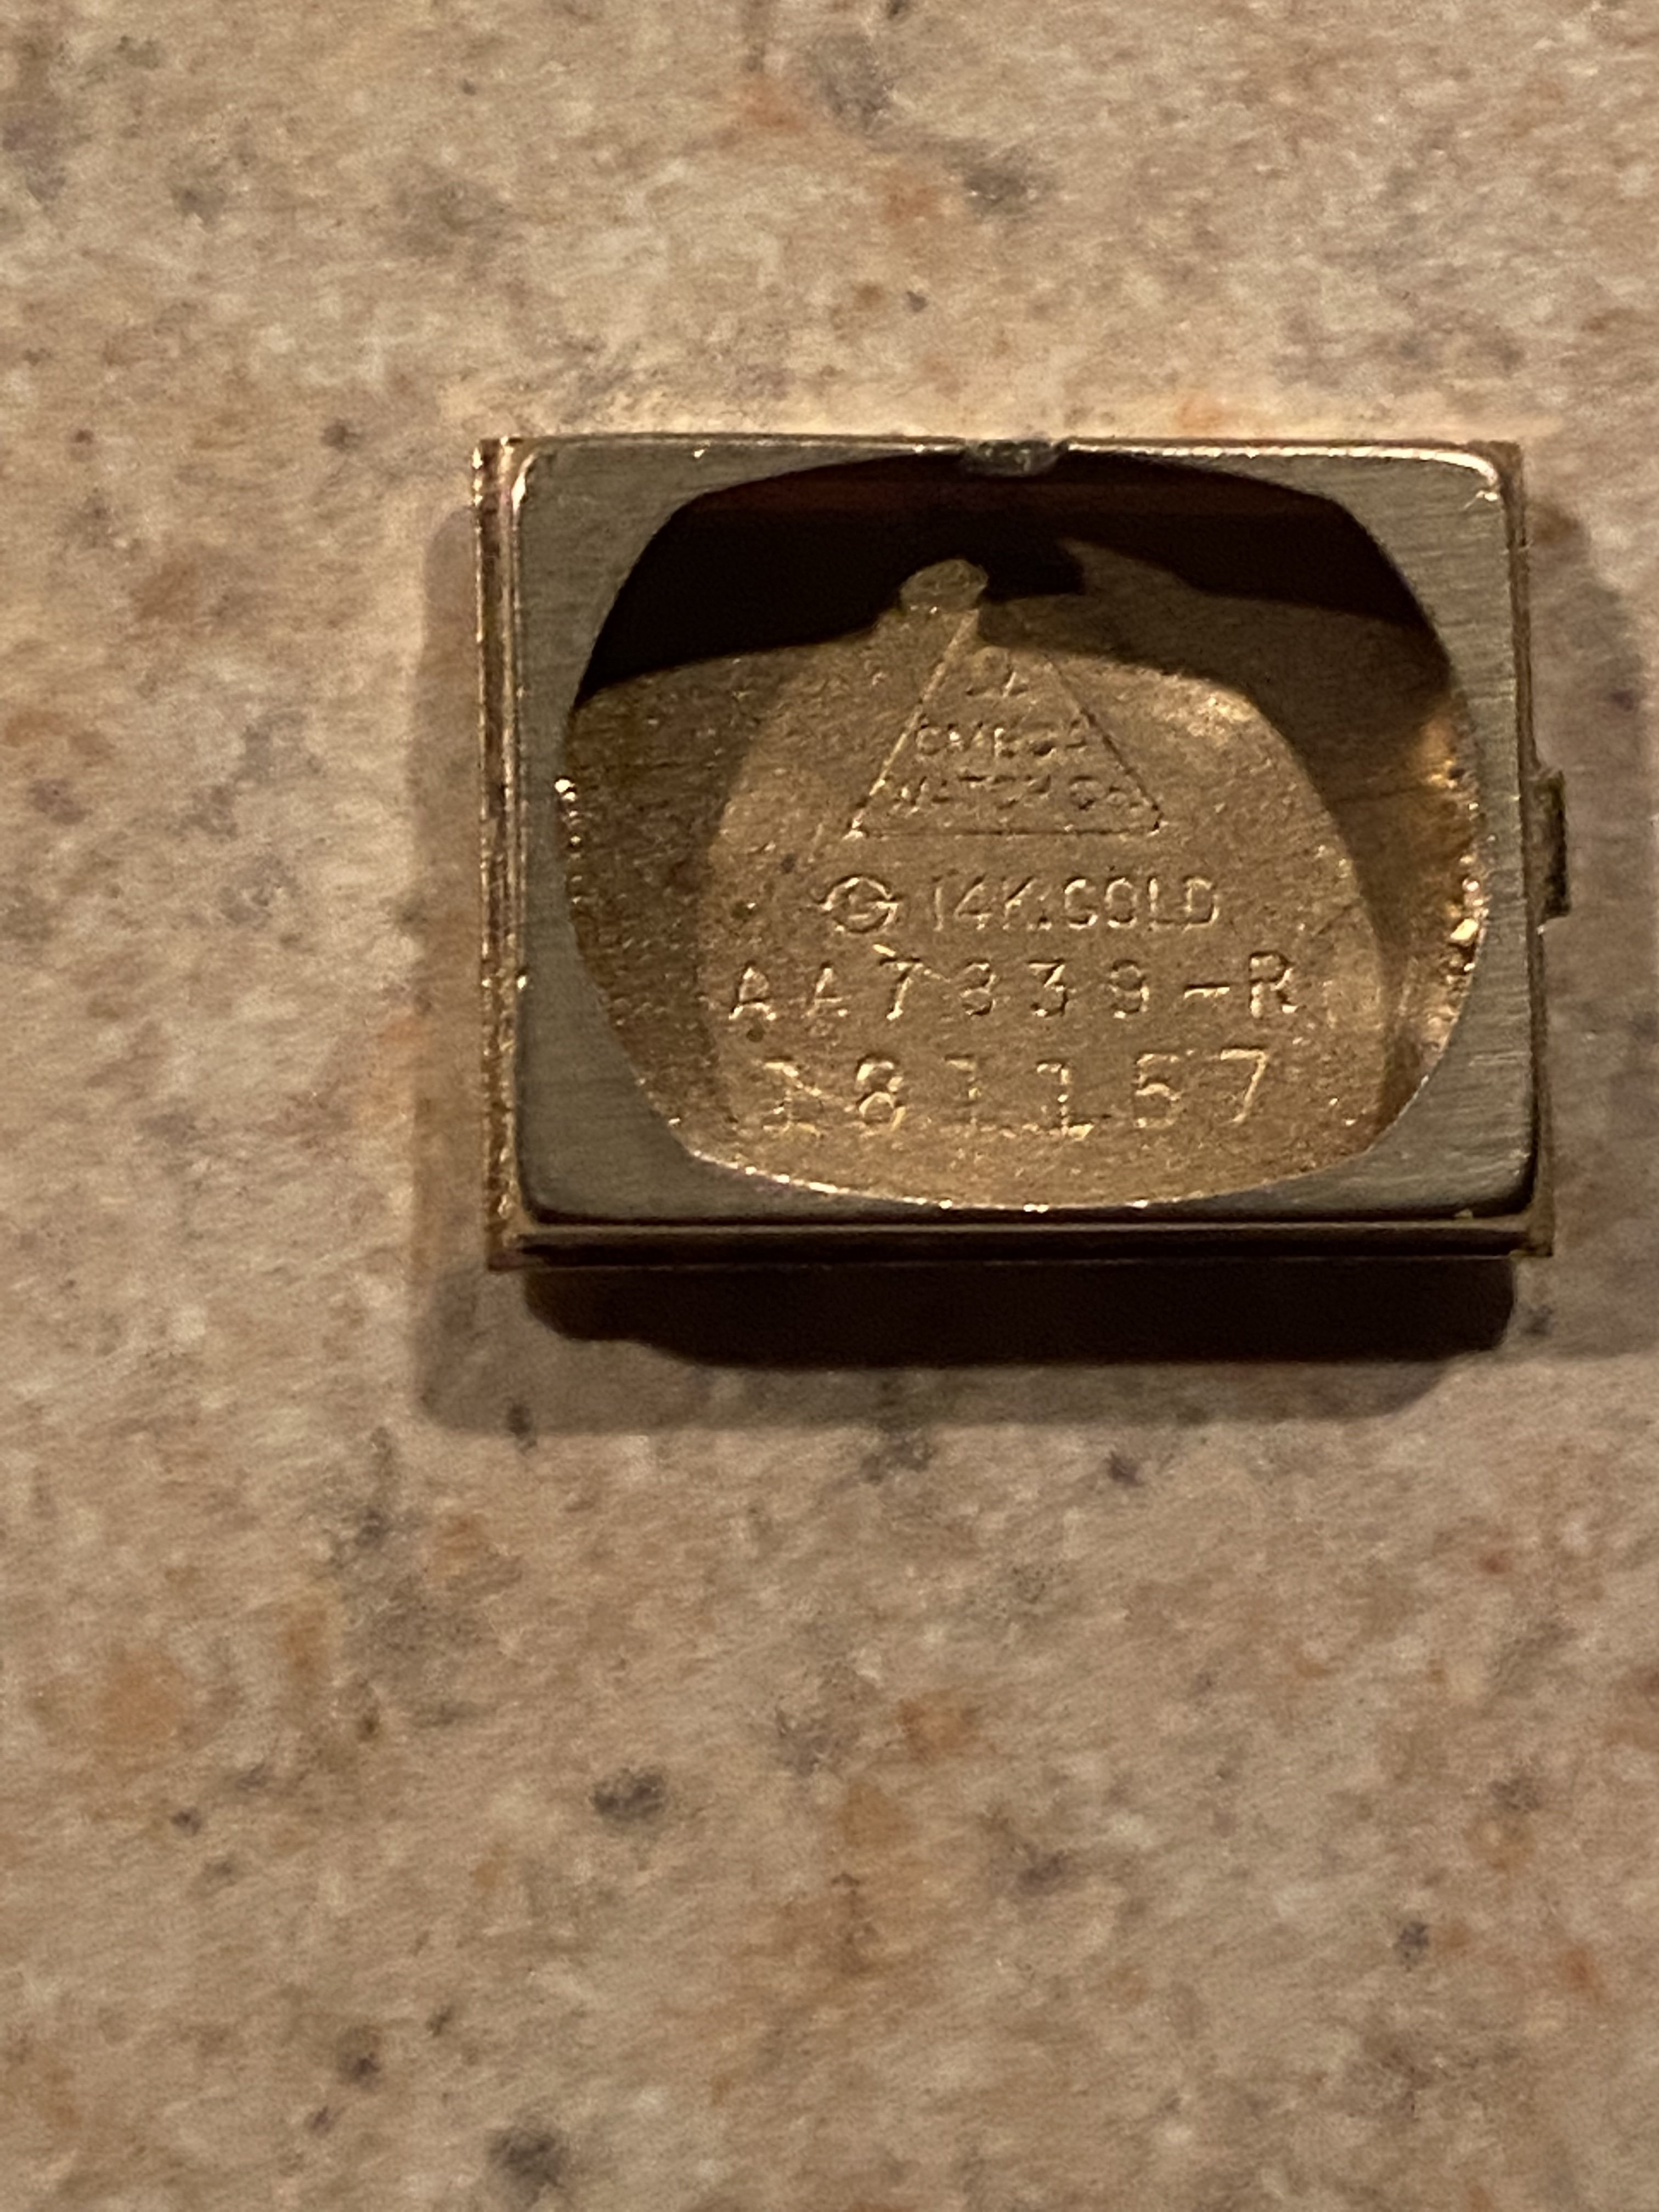 Ω
OMEGA
WATCH Co.
G 14K.GOLD
AA7839-R
181157